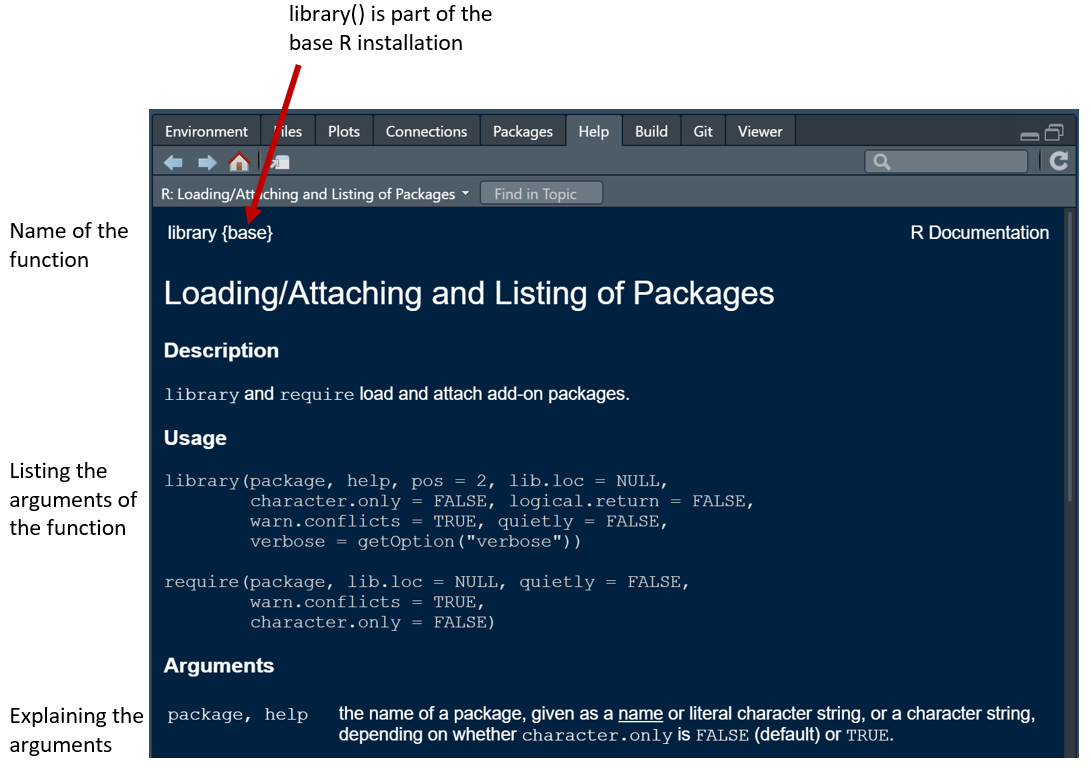 library() is part of the
base R installation
Environment Files Plots Connections Packages Help Build Git Viewer
R: Loading/Attaching and Listing of Packages Find in Topic
Name of the
function
library {base} R Documentation
Loading/Attaching and Listing of Packages
Description
library and require load and attach add-on packages.
Usage
Listing the
arguments of
the function
library(package, help, pos = 2, lib.loc = NULL,
character.only = FALSE, logical.return = FALSE,
warn.conflicts = TRUE, quietly = FALSE,
verbose = getOption("verbose"))
require(package, lib.loc = NULL, quietly = FALSE,
warn.conflicts = TRUE,
character.only = FALSE)
Arguments
Explaining the
arguments
package, help the name of a package, given as a name or literal character string, or a character string,
depending on whether character.only is FALSE (default) or TRUE.